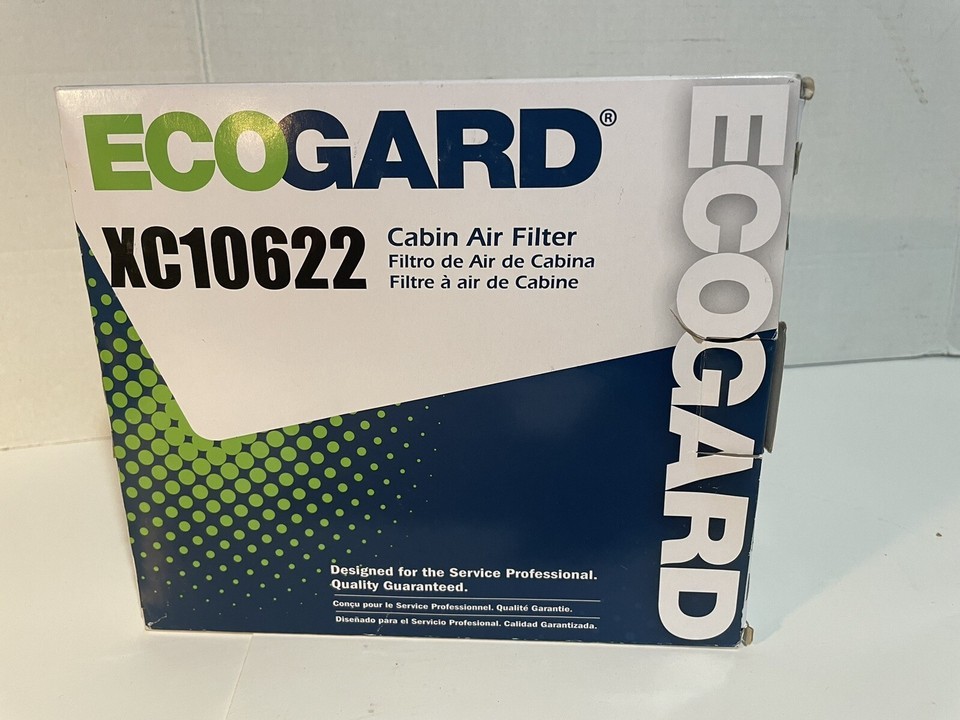 ECOGARD®
XC10622
Cabin Air Filter
Filtro de Air de Cabina
Filtre à air de Cabine
ECOGARD
Designed for the Service Professional.
Quality Guaranteed.
Conçu pour le Service Professionnel. Qualité Garantie.
Diseñado para el Servicio Profesional. Calidad Garantizada.